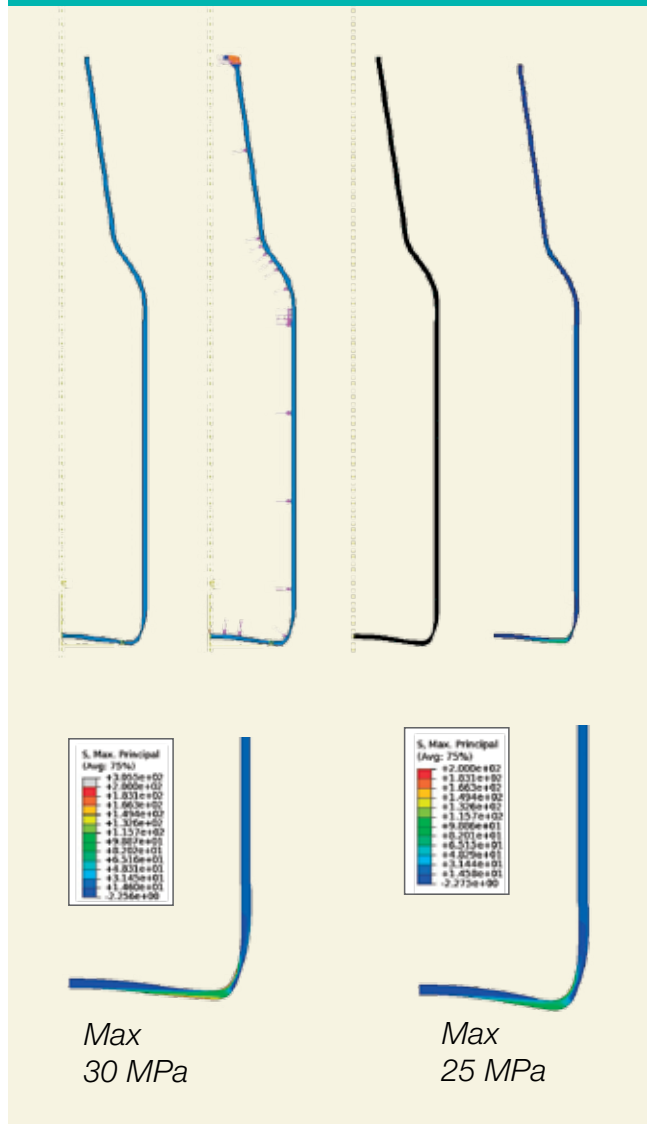 S, Max. Principal
(Avg: 75%)
+3.055e+02
+2.000e+02
+1.831e+02
+1.663e+02
+1.494e+02
+1.326e+02
+1.157e+02
+9.887e+01
+8.202e+01
+6.516e+01
+4.831e+01
+3.145e+01
+1.460e+01
-2.256e+00
S, Max. Principal
(Avg: 75%)
+2.000e+02
+1.831e+02
+1.663e+02
+1.494e+02
+1.326e+02
+1.157e+02
+9.886e+01
+8.201e+01
+6.515e+01
+4.829e+01
+3.144e+01
+1.458e+01
-2.275e+00
Max
30 MPa
Max
25 MPa